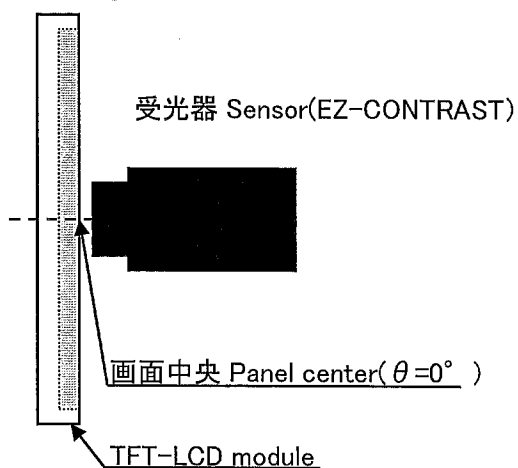 受光器 Sensor(EZ-CONTRAST)
画面中央 Panel center(θ=0° )
TFT-LCD module